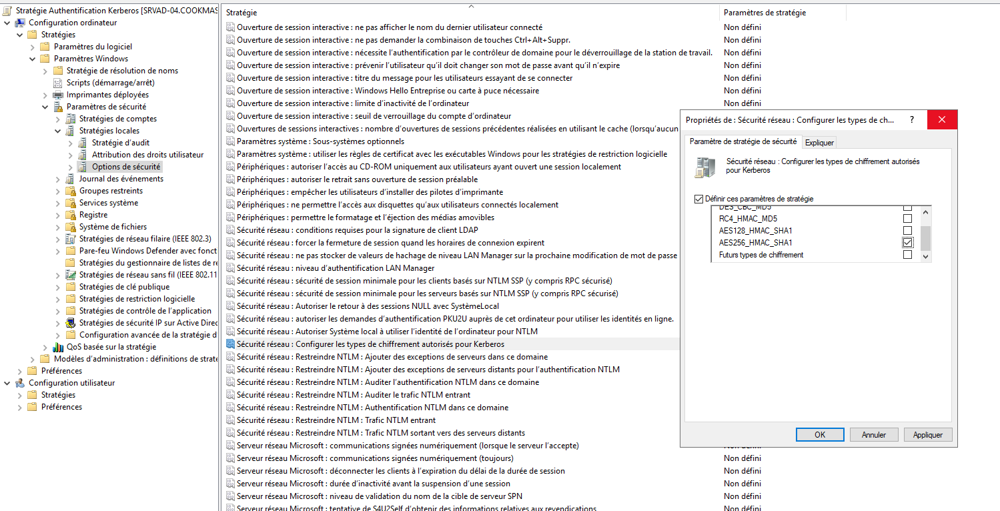 Stratégie Authentification Kerberos [SRVAD-04.COOKMAS
Configuration ordinateur
Stratégies
Paramètres du logiciel
Paramètres Windows
Stratégie de résolution de noms
Scripts (démarrage/arrêt)
Imprimantes déployées
Paramètres de sécurité
Stratégies de comptes
Stratégies locales
Stratégie d'audit
Attribution des droits utilisateur
Options de sécurité
Journal des événements
Groupes restreints
Services système
Registre
Système de fichiers
Stratégies de réseau filaire (IEEE 802.3)
Pare-feu Windows Defender avec fonct
Stratégies du gestionnaire de listes de re
Stratégies de réseau sans fil (IEEE 802.11
Stratégies de clé publique
Stratégies de restriction logicielle
Stratégies de contrôle de l'application
Stratégies de sécurité IP sur Active Direc
Configuration avancée de la stratégie d
QoS basée sur la stratégie
Modèles d'administration : définitions de straté
Préférences
Configuration utilisateur
Stratégies
Préférences
Stratégie Paramètres de stratégie
Ouverture de session interactive : ne pas afficher le nom du dernier utilisateur connecté Non défini
Ouverture de session interactive : ne pas demander la combinaison de touches Ctrl+Alt+Suppr. Non défini
Ouverture de session interactive : nécessite l'authentification par le contrôleur de domaine pour le déverrouillage de la station de travail. Non défini
Ouverture de session interactive : prévenir l'utilisateur qu'il doit changer son mot de passe avant qu'il n'expire Non défini
Ouverture de session interactive : titre du message pour les utilisateurs essayant de se connecter Non défini
Ouverture de session interactive : Windows Hello Entreprise ou carte à puce nécessaire Non défini
Ouverture de session interactive : limite d'inactivité de l'ordinateur Non défini
Ouverture de session interactive : seuil de verrouillage du compte d'ordinateur
Ouvertures de sessions interactives : nombre d'ouvertures de sessions précédentes réalisées en utilisant le cache (lorsqu'aucun
Paramètres système : Sous-systèmes optionnels
Paramètres système : utiliser les règles de certificat avec les exécutables Windows pour les stratégies de restriction logicielle
Périphériques : autoriser l'accès au CD-ROM uniquement aux utilisateurs ayant ouvert une session localement
Périphériques : autoriser le retrait sans ouverture de session préalable
Périphériques : empêcher les utilisateurs d'installer des pilotes d'imprimante
Périphériques : ne permettre l'accès aux disquettes qu'aux utilisateurs connectés localement
Périphériques : permettre le formatage et l'éjection des médias amovibles
Sécurité réseau : conditions requises pour la signature de client LDAP
Sécurité réseau : forcer la fermeture de session quand les horaires de connexion expirent
Sécurité réseau : ne pas stocker de valeurs de hachage de niveau LAN Manager sur la prochaine modification de mot de passe
Sécurité réseau : niveau d'authentification LAN Manager
Sécurité réseau : sécurité de session minimale pour les clients basés sur NTLM SSP (y compris RPC sécurisé)
Sécurité réseau : sécurité de session minimale pour les serveurs basés sur NTLM SSP (y compris RPC sécurisé)
Sécurité réseau : Autoriser le retour à des sessions NULL avec SystèmeLocal
Sécurité réseau : autoriser les demandes d'authentification PKU2U auprès de cet ordinateur pour utiliser les identités en ligne.
Sécurité réseau : Autoriser Système local à utiliser l'identité de l'ordinateur pour NTLM
Sécurité réseau : Configurer les types de chiffrement autorisés pour Kerberos
Sécurité réseau : Restreindre NTLM : Ajouter des exceptions de serveurs dans ce domaine
Sécurité réseau : Restreindre NTLM : Ajouter des exceptions de serveurs distants pour l'authentification NTLM
Sécurité réseau : Restreindre NTLM : Auditer l'authentification NTLM dans ce domaine
Sécurité réseau : Restreindre NTLM : Auditer le trafic NTLM entrant
Sécurité réseau : Restreindre NTLM : Authentification NTLM dans ce domaine
Sécurité réseau : Restreindre NTLM : Trafic NTLM entrant
Sécurité réseau : Restreindre NTLM : Trafic NTLM sortant vers des serveurs distants
Serveur réseau Microsoft : communications signées numériquement (lorsque le serveur l'accepte) Non défini
Serveur réseau Microsoft : communications signées numériquement (toujours) Non défini
Serveur réseau Microsoft : déconnecter les clients à l'expiration du délai de la durée de session Non défini
Serveur réseau Microsoft : durée d'inactivité avant la suspension d'une session Non défini
Serveur réseau Microsoft : niveau de validation du nom de la cible de serveur SPN Non défini
Serveur réseau Microsoft : tentative de S4U2Self d'obtenir des informations relatives aux revendications Non défini
Propriétés de : Sécurité réseau : Configurer les types de ch... ?
Paramètre de stratégie de sécurité Expliquer
Sécurité réseau : Configurer les types de chiffrement autorisés
pour Kerberos
Définir ces paramètres de stratégie
DES_CBC_MD5
RC4_HMAC_MD5
AES128_HMAC_SHA1
AES256_HMAC_SHA1
Futurs types de chiffrement
OK Annuler Appliquer